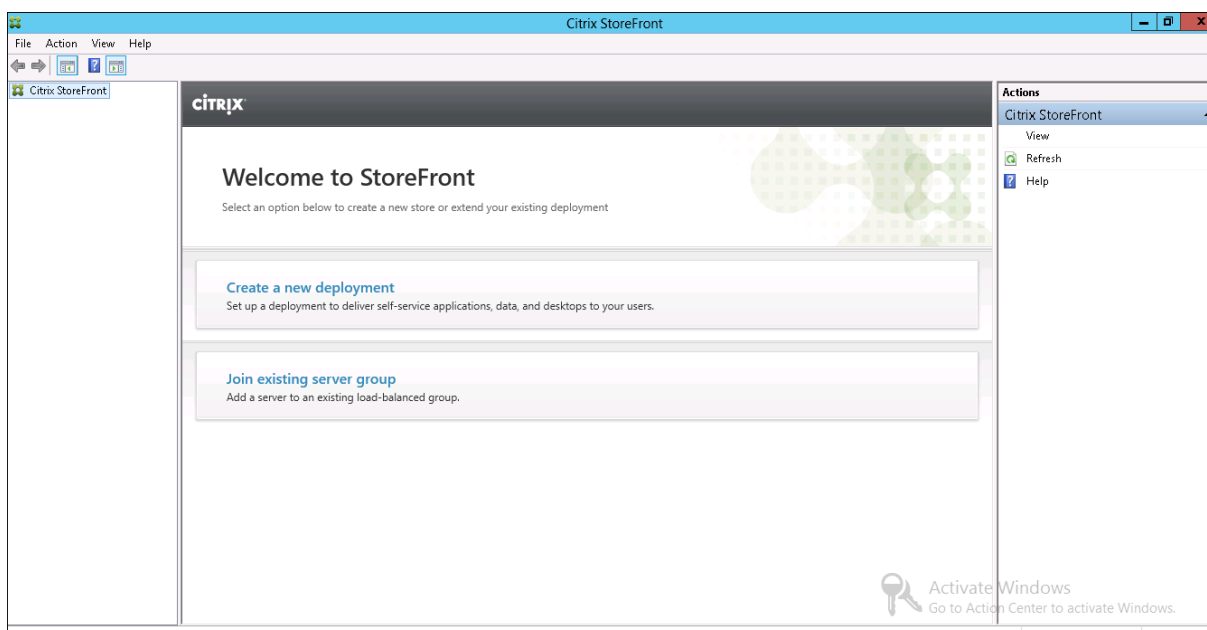 Citrix StoreFront
File Action View Help
Citrix StoreFront
CİTRIX
Welcome to StoreFront
Select an option below to create a new store or extend your existing deployment
Create a new deployment
Set up a deployment to deliver self-service applications, data, and desktops to your users.
Join existing server group
Add a server to an existing load-balanced group.
Actions
Citrix StoreFront
View
Refresh
Help
Activate Windows
Go to Action Center to activate Windows.